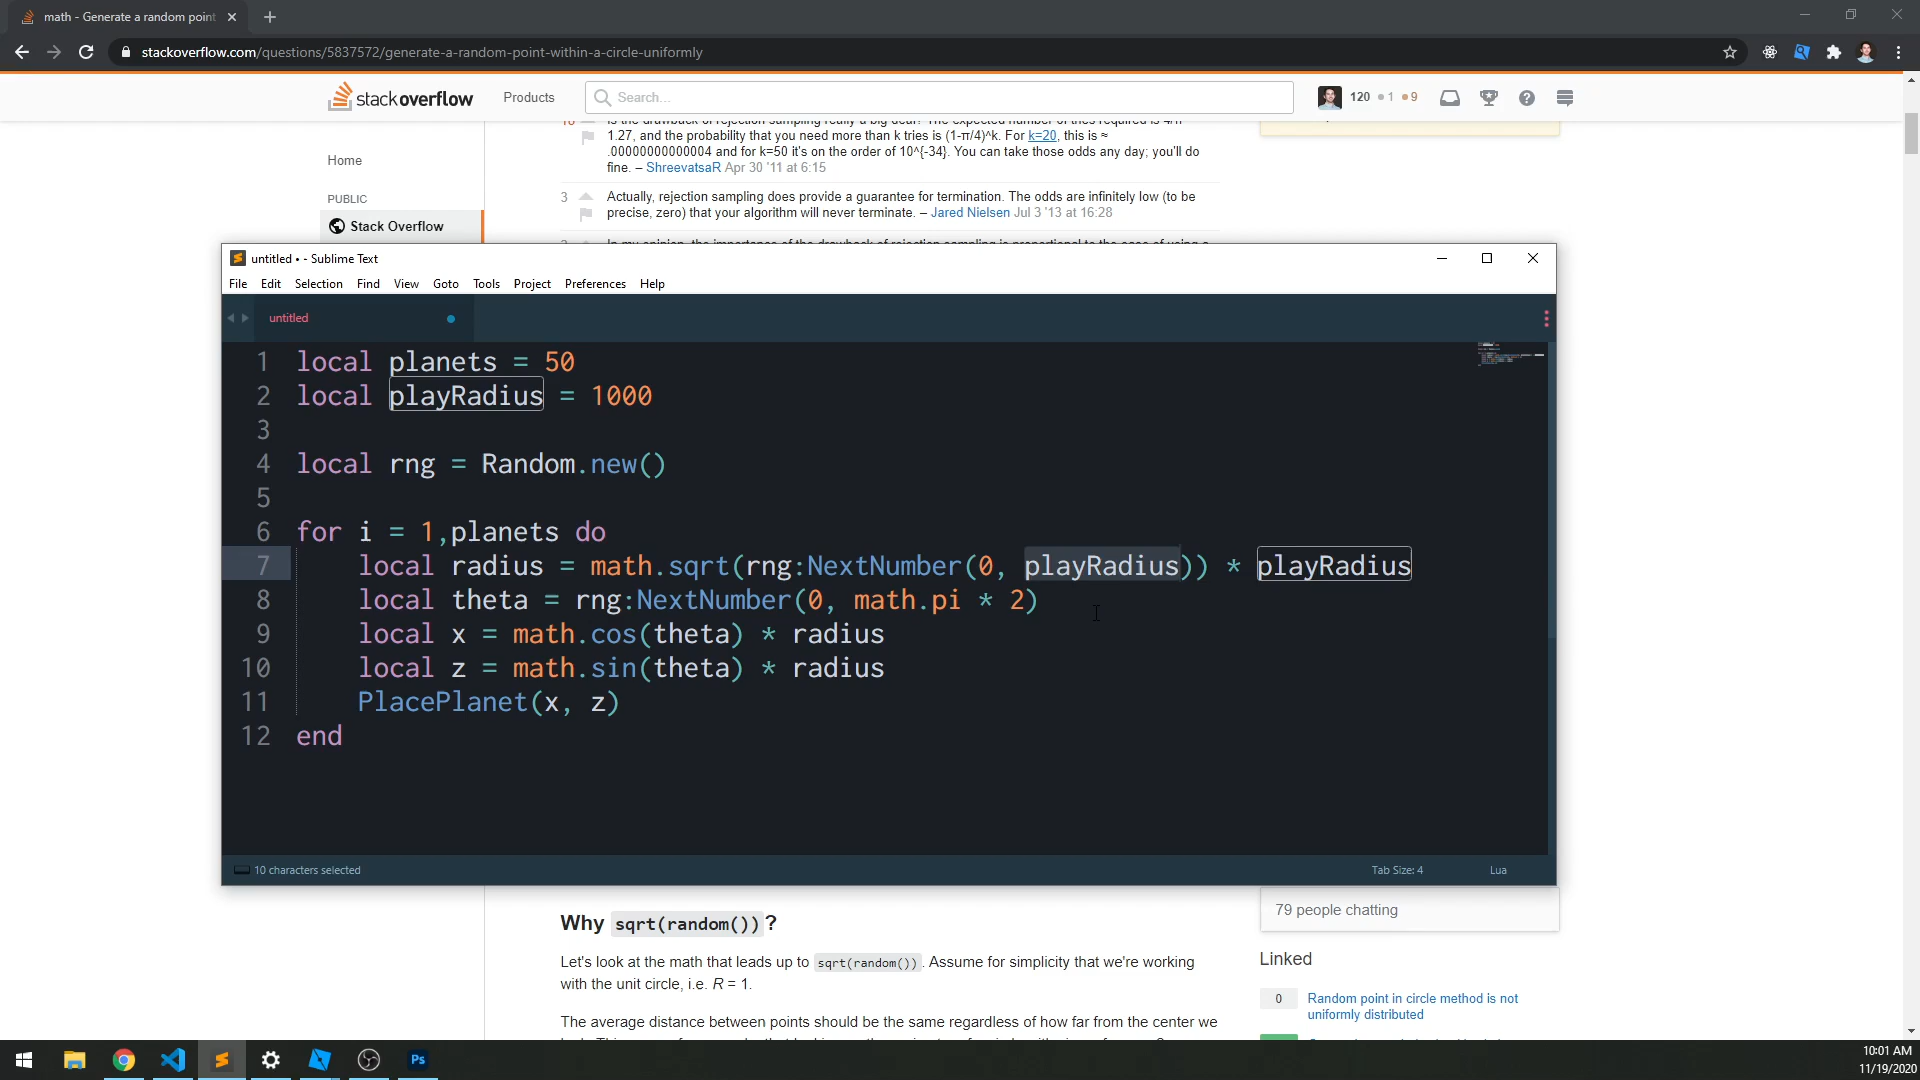 math - Generate a random point
stackoverflow.com/questions/5837572/generate-a-random-point-within-a-circle-uniformly
stackoverflow
Products
Search...
120 1 9
Home
PUBLIC
Stack Overflow
1.27, and the probability that you need more than k tries is (1-π/4)^k. For k=20, this is ≈
.00000000000004 and for k=50 it's on the order of 10^{-34}. You can take those odds any day; you'll do
fine. – ShreevatsaR Apr 30 '11 at 6:15
3 Actually, rejection sampling does provide a guarantee for termination. The odds are infinitely low (to be
precise, zero) that your algorithm will never terminate. – Jared Nielsen Jul 3 '13 at 16:28
untitled • - Sublime Text
File Edit Selection Find View Goto Tools Project Preferences Help
untitled
1 local planets = 50
2 local playRadius = 1000
3
4 local rng = Random.new()
5
6 for i = 1,planets do
7 local radius = math.sqrt(rng:NextNumber(0, playRadius)) * playRadius
8 local theta = rng:NextNumber(0, math.pi * 2)
9 local x = math.cos(theta) * radius
10 local z = math.sin(theta) * radius
11 PlacePlanet(x, z)
12 end
10 characters selected
Tab Size: 4
Lua
Why sqrt(random())?
Let's look at the math that leads up to sqrt(random()). Assume for simplicity that we're working
with the unit circle, i.e. R = 1.
The average distance between points should be the same regardless of how far from the center we
79 people chatting
Linked
0 Random point in circle method is not
uniformly distributed
Ps
10:01 AM
11/19/2020